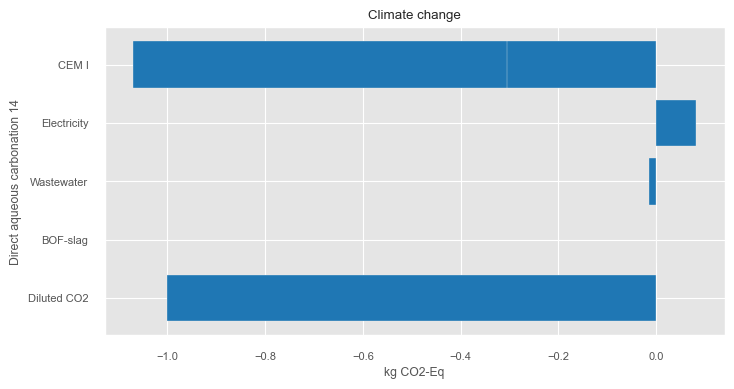 Climate change
Direct aqueous carbonation 14
CEM I
Electricity
Wastewater
BOF-slag
Diluted CO2
−1.0 −0.8 −0.6 −0.4 −0.2 0.0
kg CO2-Eq